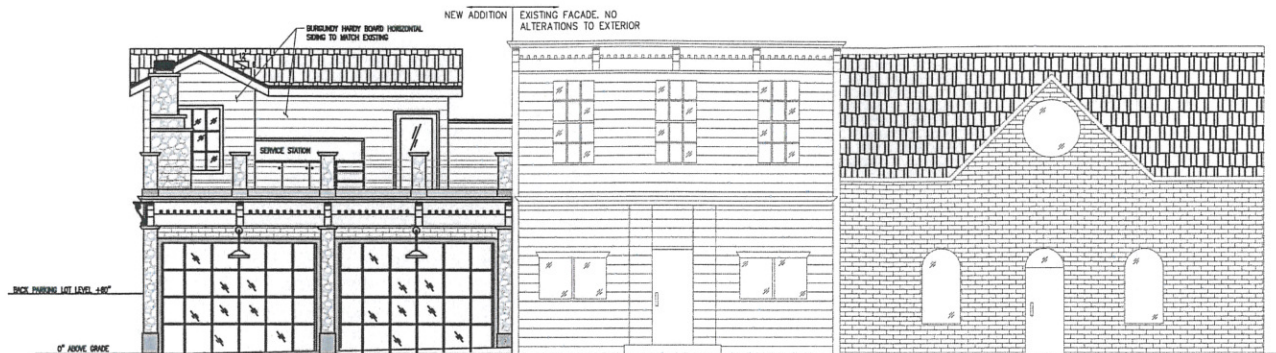 NEW ADDITION
EXISTING FACADE, NO
ALTERATIONS TO EXTERIOR
BURGUNDY HARDY BOARD HORIZONTAL
SIDING TO MATCH EXISTING
SERVICE STATION
BACK PARKING LOT LEVEL +80"
0" ABOVE GRADE